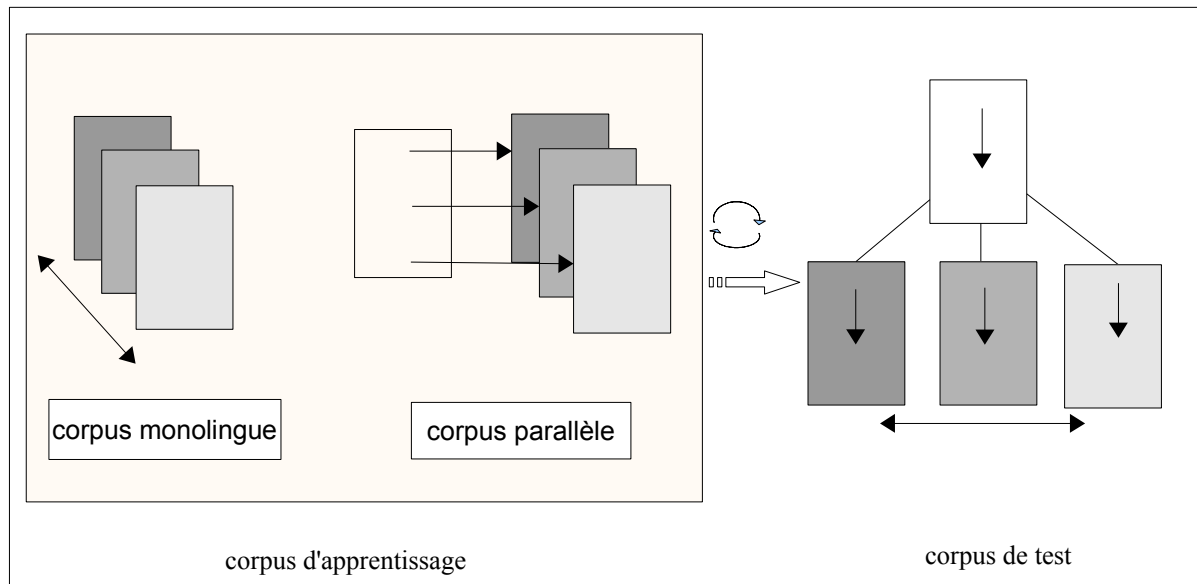 corpus monolingue
corpus parallèle
corpus d'apprentissage
corpus de test